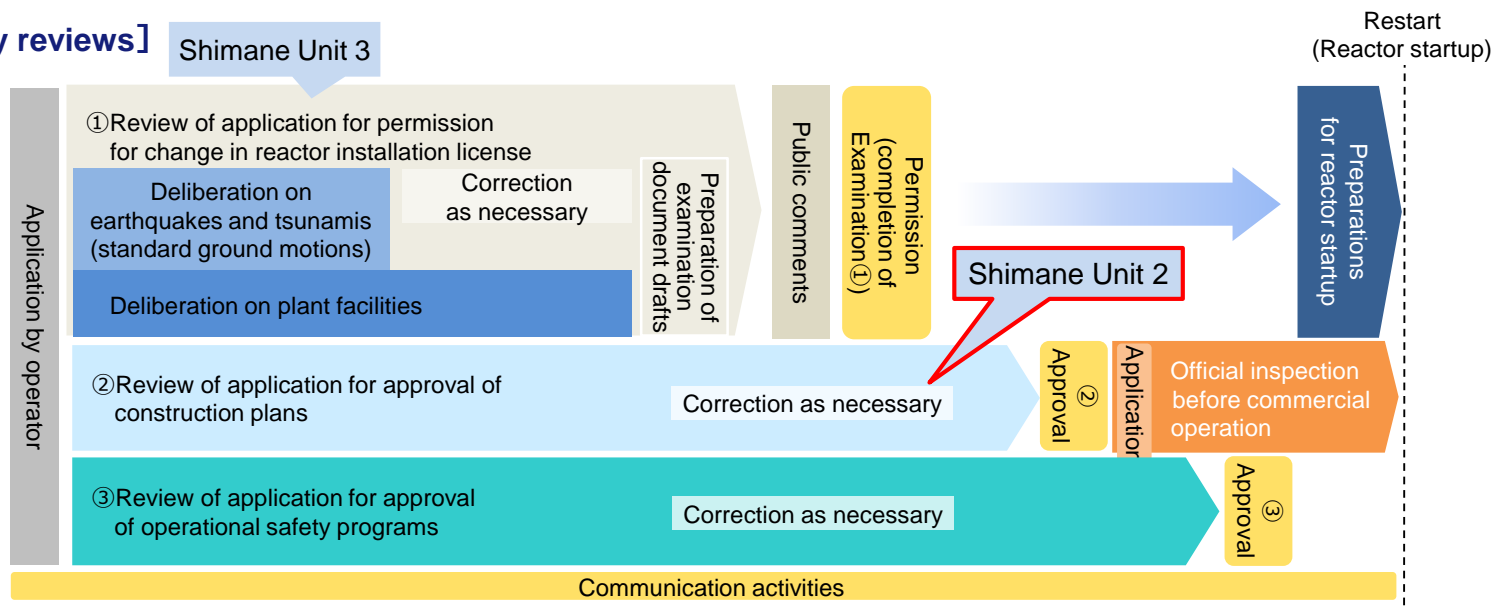 y reviews］
Shimane Unit 3
Restart
(Reactor startup)
Application by operator
①Review of application for permission
for change in reactor installation license
Deliberation on
earthquakes and tsunamis
(standard ground motions)
Correction
as necessary
Deliberation on plant facilities
Preparation of
examination
document drafts
Public comments
Permission
(completion of
Examination①)
Shimane Unit 2
Preparations
for reactor startup
②Review of application for approval of
construction plans
Correction as necessary
②
Approval
Application
Official inspection
before commercial
operation
③Review of application for approval
of operational safety programs
Correction as necessary
③
Approval
Communication activities